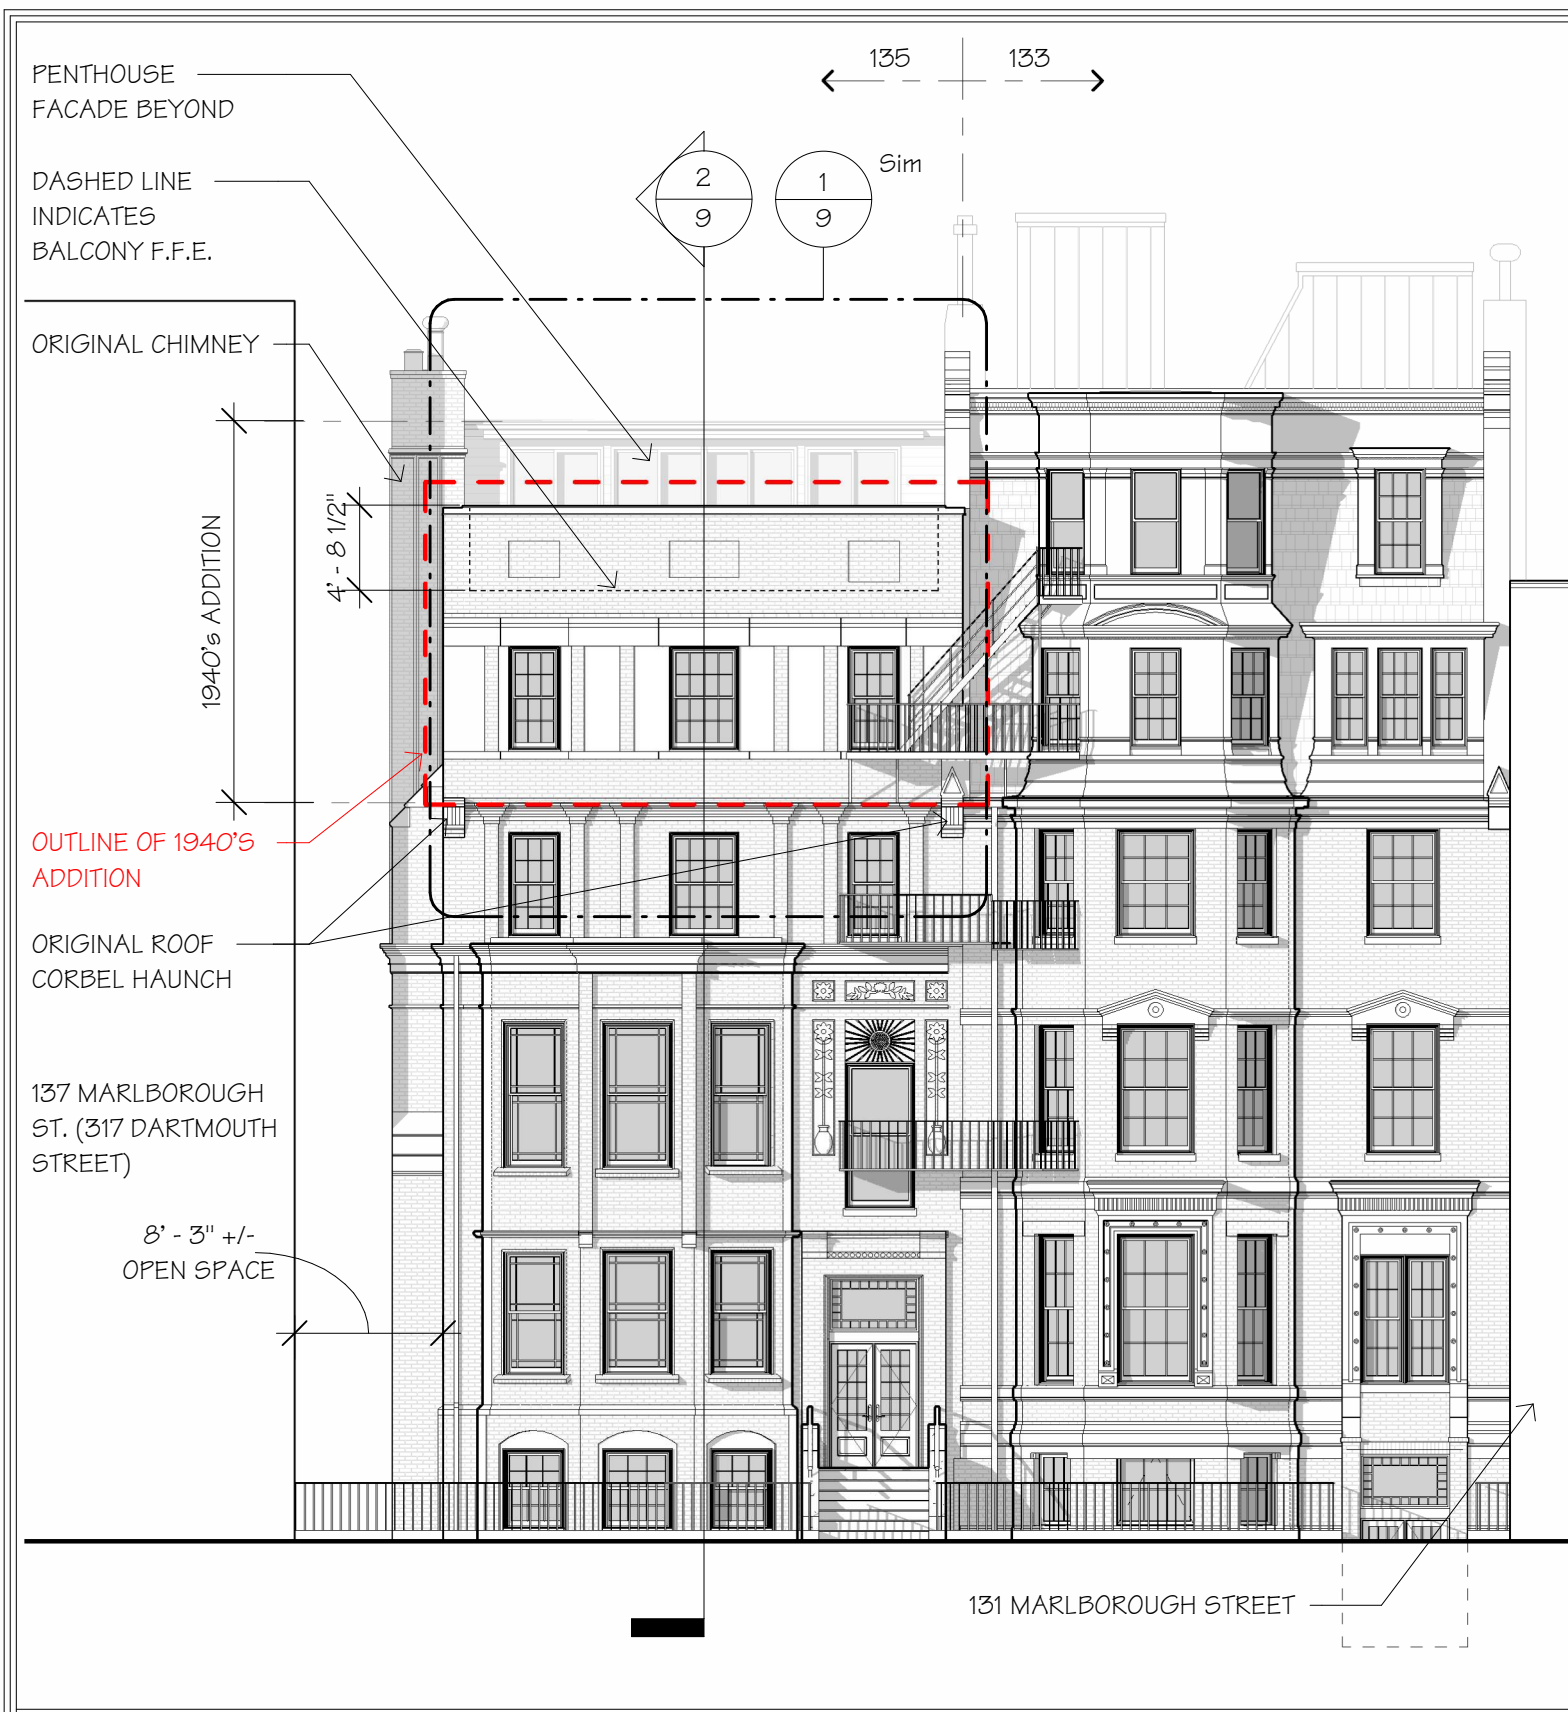 PENTHOUSE
FACADE BEYOND
135
133
DASHED LINE
INDICATES
BALCONY F.F.E.
2
9
1
9
Sim
ORIGINAL CHIMNEY
1940's ADDITION
4' - 8 1/2"
OUTLINE OF 1940'S
ADDITION
ORIGINAL ROOF
CORBEL HAUNCH
137 MARLBOROUGH
ST. (317 DARTMOUTH
STREET)
8' - 3" +/-
OPEN SPACE
131 MARLBOROUGH STREET